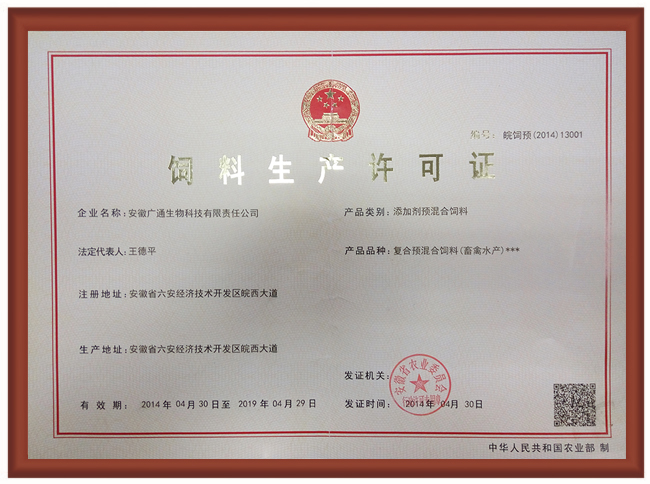 编号：皖饲预(2014)13001
饲料生产许可证
企业名称：安徽广通生物科技有限责任公司
产品类别：添加剂预混合饲料
法定代表人：王德平
产品品种：复合预混合饲料(畜禽水产)***
注册地址：安徽省六安经济技术开发区皖西大道
生产地址：安徽省六安经济技术开发区皖西大道
发证机关：
安徽省农业委员会
有效期：2014年04月30日至2019年04月29日
发证时间：2014年04月30日
中华人民共和国农业部 制